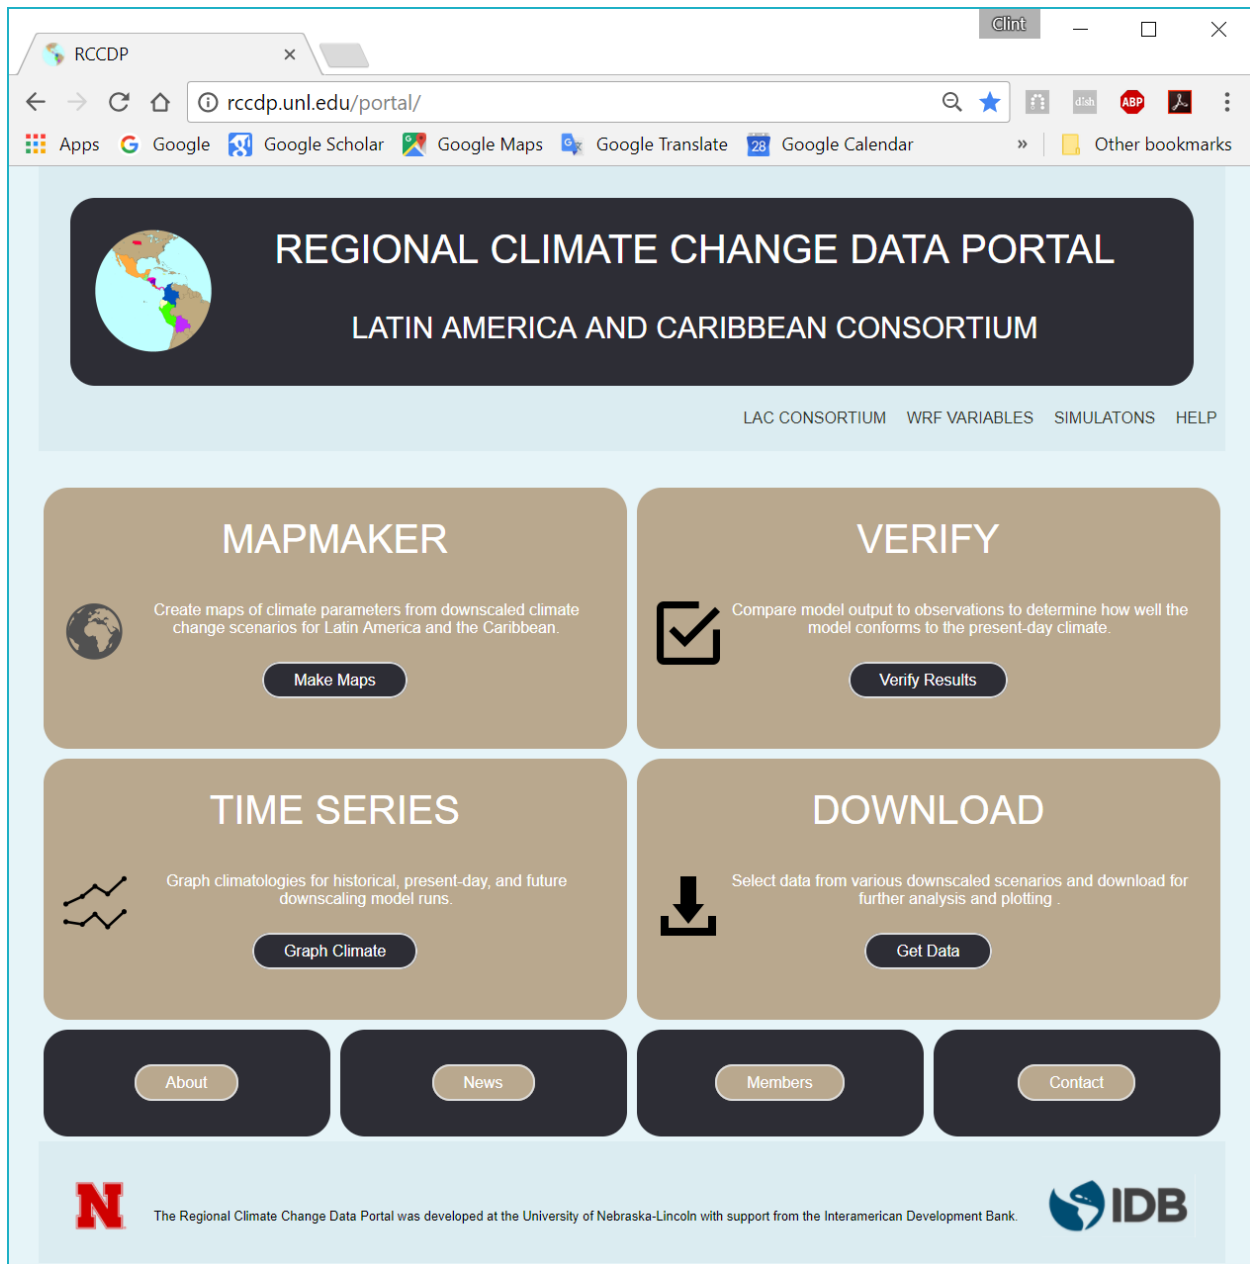 Clint
RCCDP
rccdp.unl.edu/portal/
dish ABP
Apps G Google g Google Scholar G Google Maps G Google Translate 28 Google Calendar » Other bookmarks
REGIONAL CLIMATE CHANGE DATA PORTAL
LATIN AMERICA AND CARIBBEAN CONSORTIUM
LAC CONSORTIUM WRF VARIABLES SIMULATONS HELP
MAPMAKER
Create maps of climate parameters from downscaled climate
change scenarios for Latin America and the Caribbean.
Make Maps
VERIFY
Compare model output to observations to determine how well the
model conforms to the present-day climate.
Verify Results
TIME SERIES
Graph climatologies for historical, present-day, and future
downscaling model runs.
Graph Climate
DOWNLOAD
Select data from various downscaled scenarios and download for
further analysis and plotting .
Get Data
About
News
Members
Contact
N
The Regional Climate Change Data Portal was developed at the University of Nebraska-Lincoln with support from the Interamerican Development Bank.
IDB